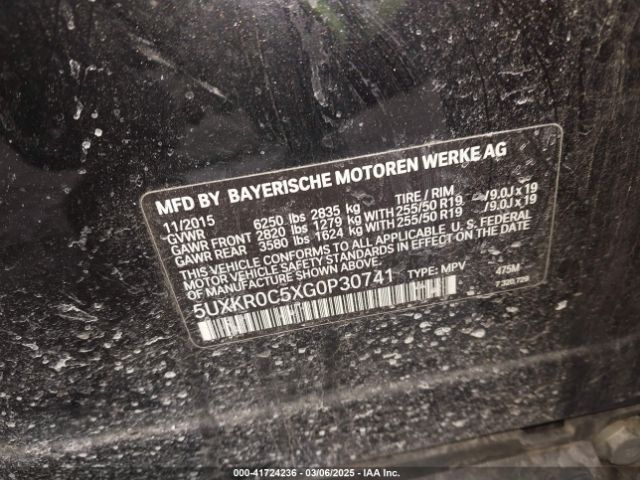 MFD BY BAYERISCHE MOTOREN WERKE AG
11/2015 TIRE / RIM
GVWR 6250 lbs 2835 kg
GAWR FRONT 2820 lbs 1279 kg WITH 255/50 R19 /9.0J x 19
GAWR REAR 3580 lbs 1624 kg WITH 255/50 R19 /9.0J x 19
THIS VEHICLE CONFORMS TO ALL APPLICABLE U.S. FEDERAL
MOTOR VEHICLE SAFETY STANDARDS IN EFFECT ON THE
DATE OF MANUFACTURE SHOWN ABOVE.
5UXKR0C5XG0P30741 TYPE: MPV 475M
000-41724236 - 03/06/2025 - IAA Inc.